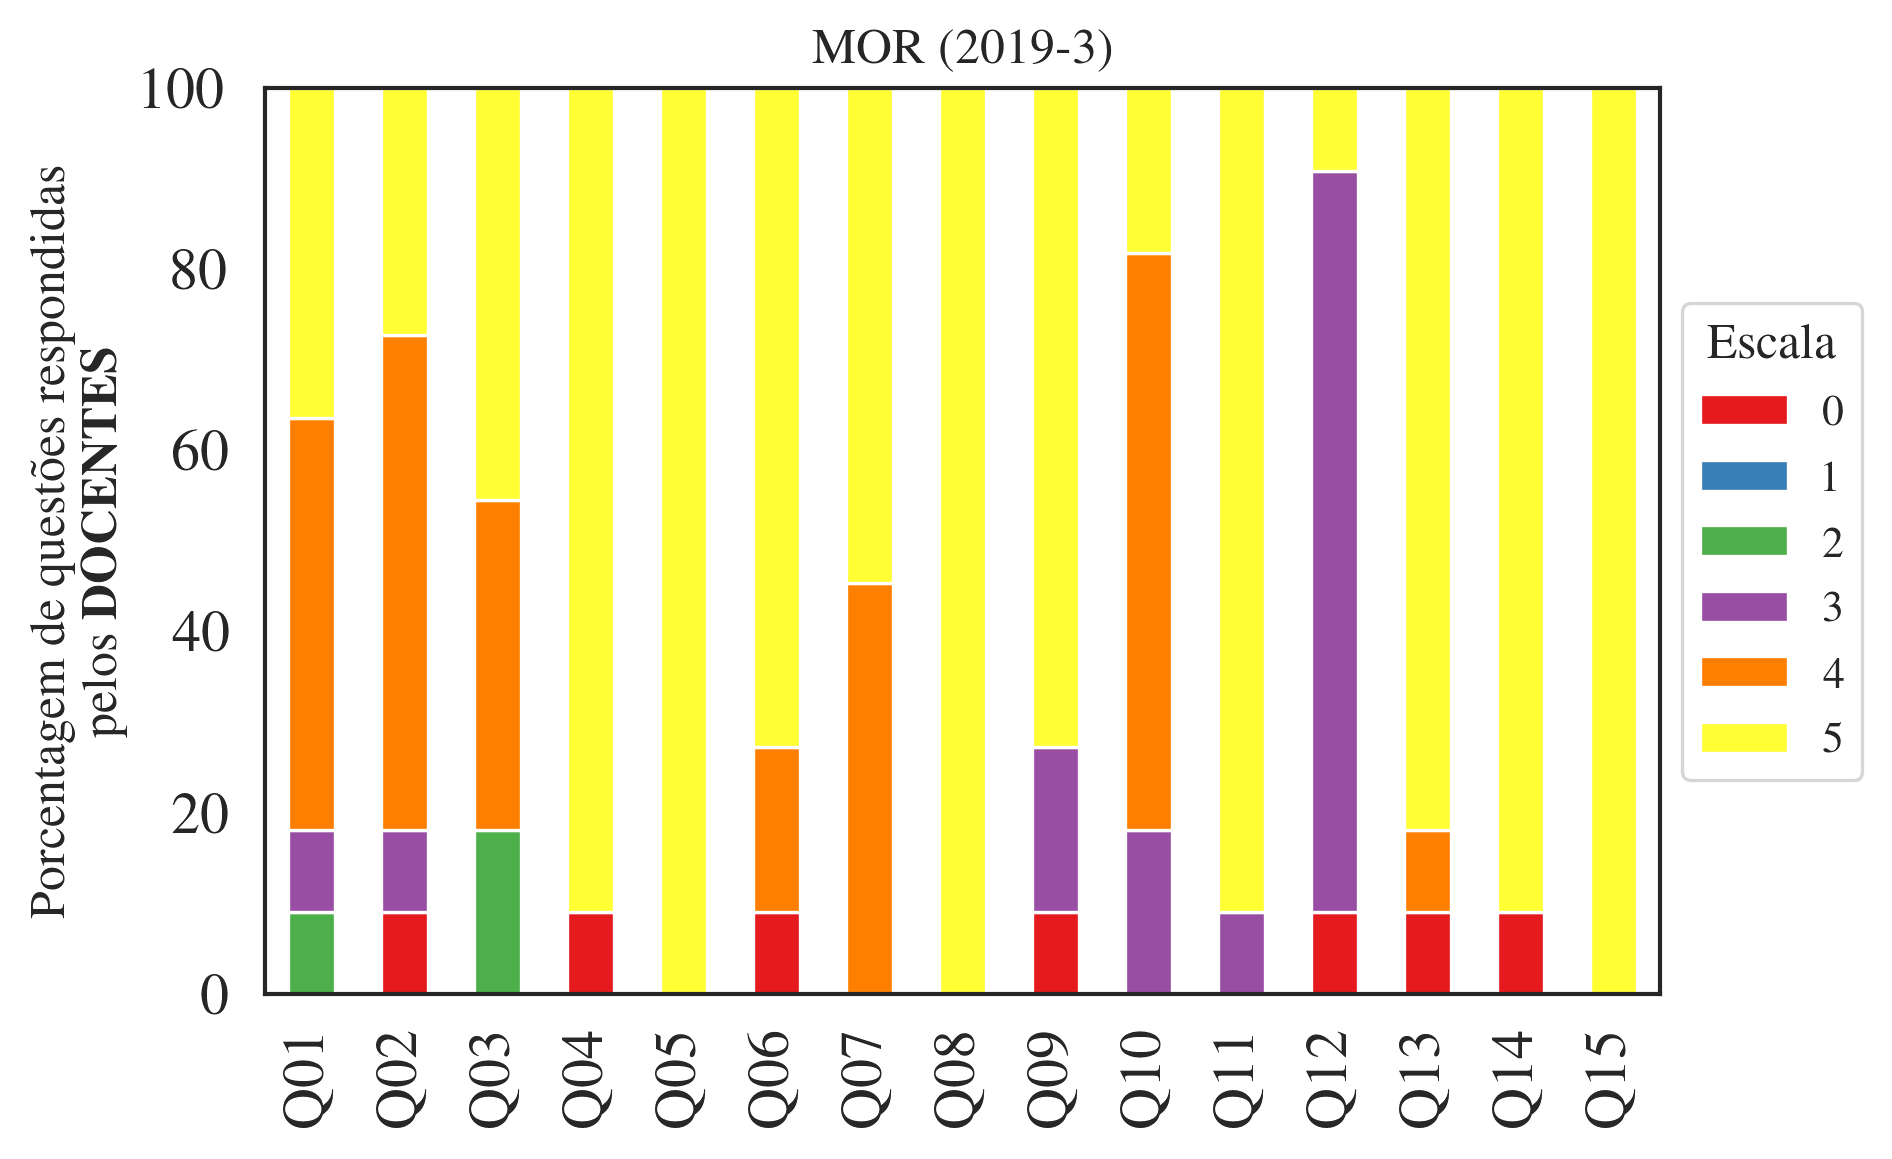 MOR (2019-3)
Porcentagem de questões respondidas
pelos DOCENTES
100
80
60
40
20
0
Q01
Q02
Q03
Q04
Q05
Q06
Q07
Q08
Q09
Q10
Q11
Q12
Q13
Q14
Q15
Escala
0
1
2
3
4
5